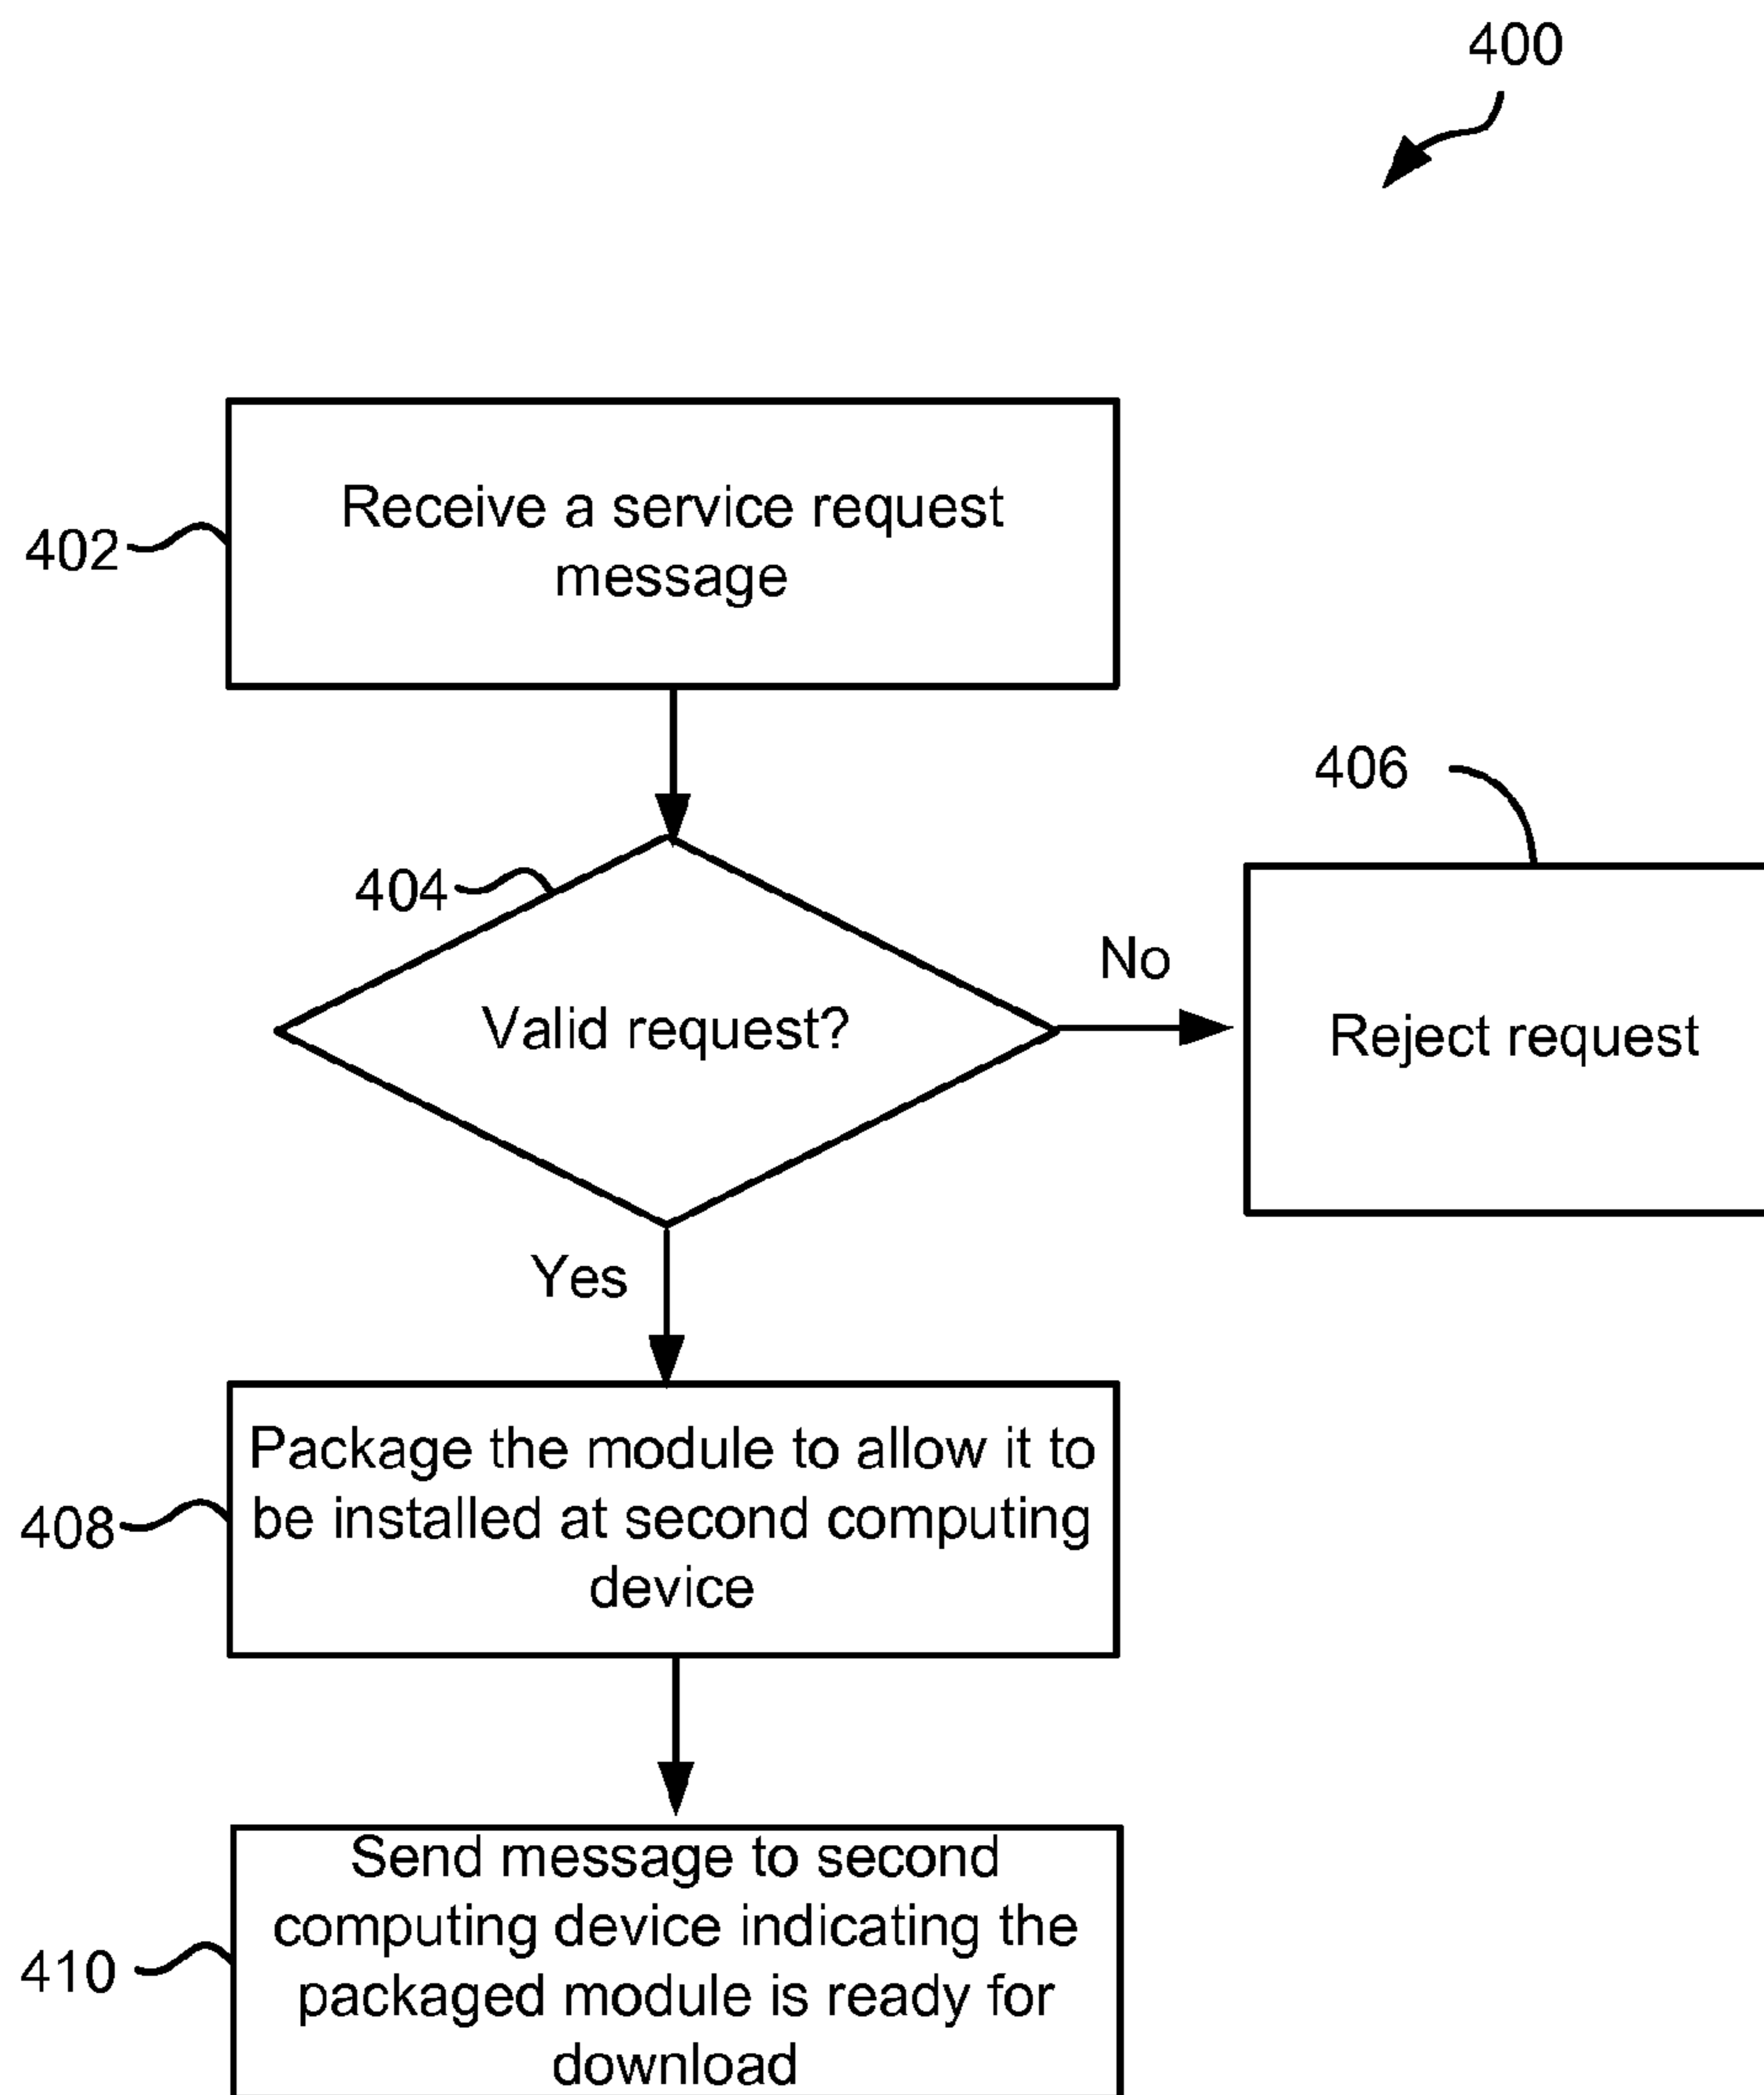 400
Receive a service request
message
402
406
404
No
Valid request?
Reject request
Yes
Package the module to allow it to
be installed at second computing
device
408
Send message to second
computing device indicating the
packaged module is ready for
download
410